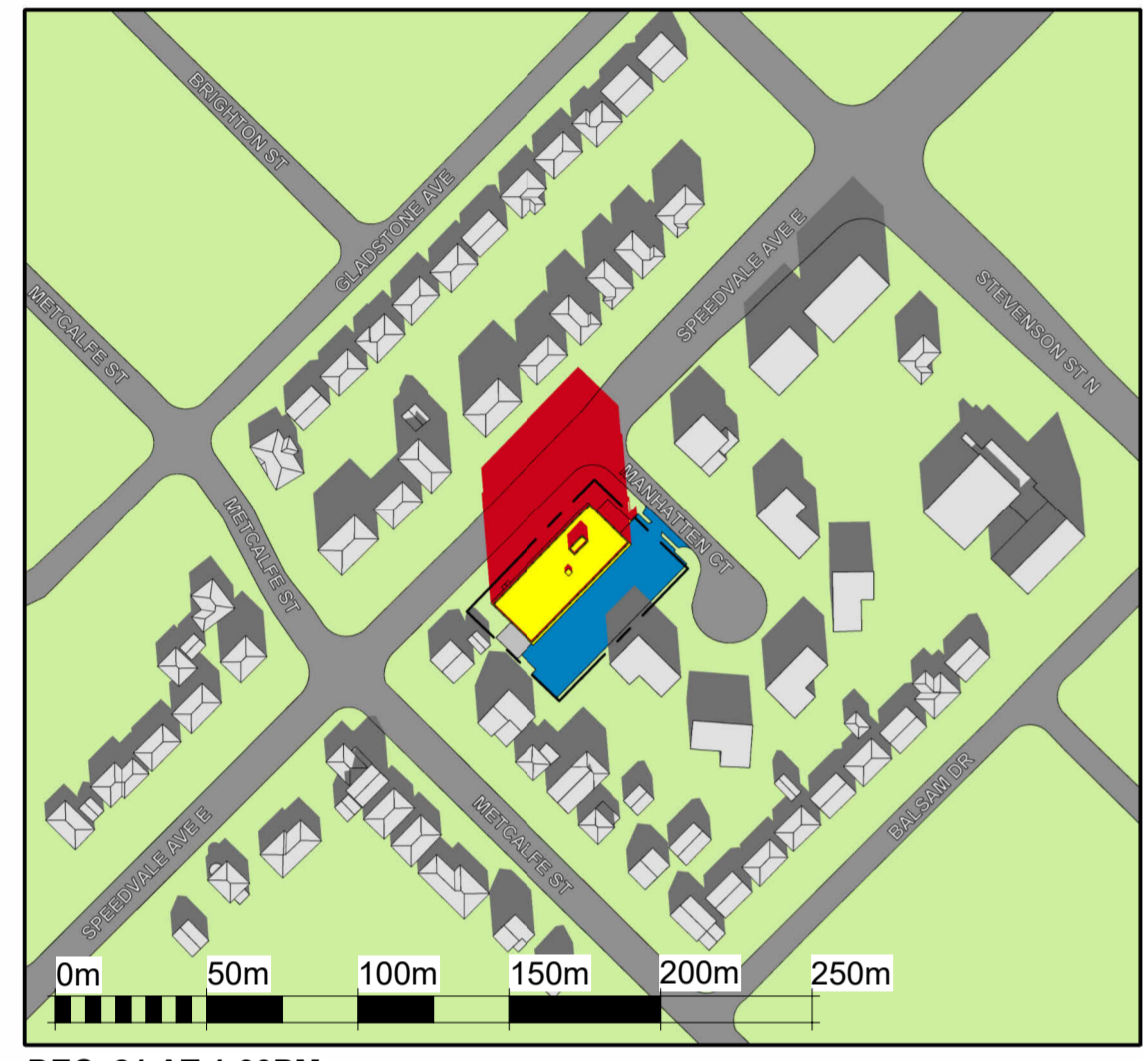 BRIGHTON ST
GLADSTONE AVE
METCALFE ST
SPEEDVALE AVE E
STEVENSON ST N
MANHATTEN CT
METCALFE ST
SPEEDVALE AVE E
METCALFE ST
BALSAM DR
0m 50m 100m 150m 200m 250m